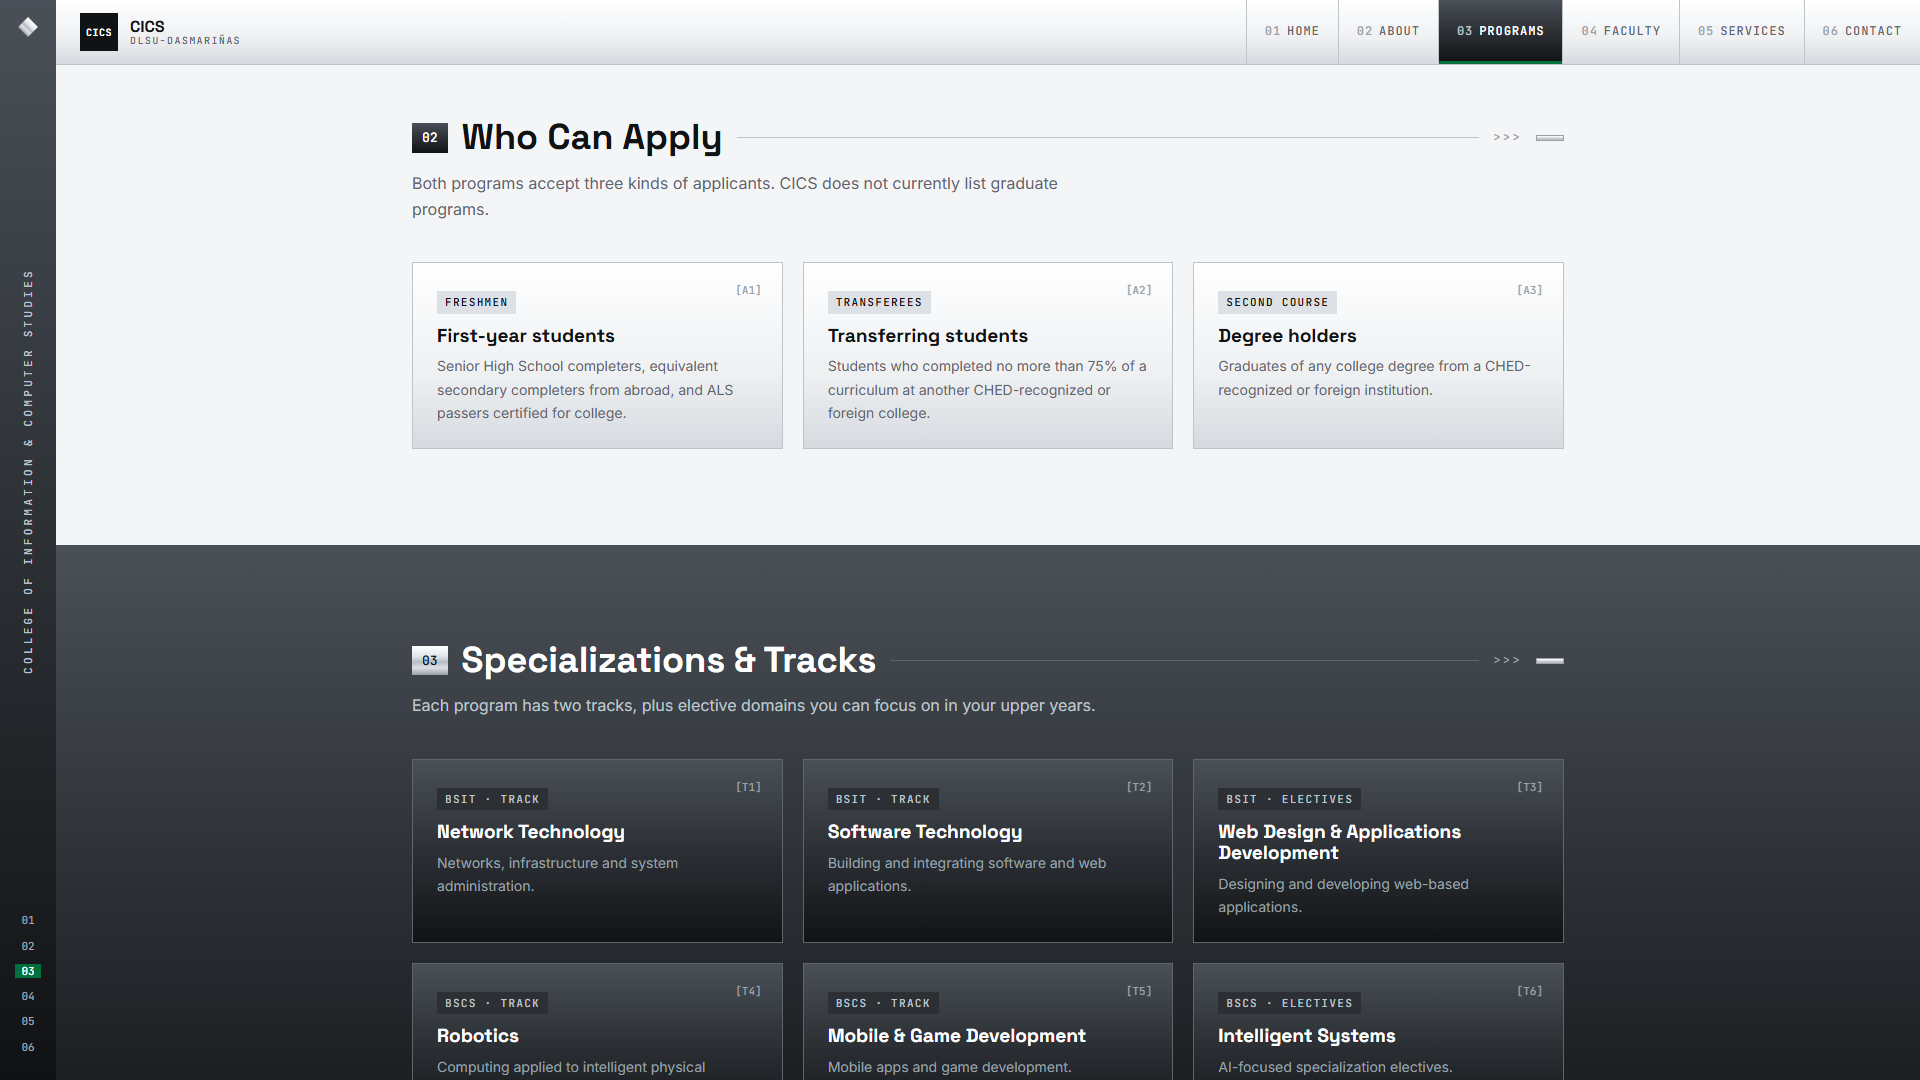 CICS
CICS
DLSU-DASMARIÑAS
01 HOME
02 ABOUT
03 PROGRAMS
04 FACULTY
05 SERVICES
06 CONTACT
COLLEGE OF INFORMATION & COMPUTER STUDIES
01
02
03
04
05
06
02 Who Can Apply >>>
Both programs accept three kinds of applicants. CICS does not currently list graduate
programs.
[A1]
FRESHMEN
First-year students
Senior High School completers, equivalent
secondary completers from abroad, and ALS
passers certified for college.
[A2]
TRANSFEREES
Transferring students
Students who completed no more than 75% of a
curriculum at another CHED-recognized or
foreign college.
[A3]
SECOND COURSE
Degree holders
Graduates of any college degree from a CHED-
recognized or foreign institution.
03 Specializations & Tracks >>>
Each program has two tracks, plus elective domains you can focus on in your upper years.
[T1]
BSIT · TRACK
Network Technology
Networks, infrastructure and system
administration.
[T2]
BSIT · TRACK
Software Technology
Building and integrating software and web
applications.
[T3]
BSIT · ELECTIVES
Web Design & Applications
Development
Designing and developing web-based
applications.
[T4]
BSCS · TRACK
Robotics
Computing applied to intelligent physical
[T5]
BSCS · TRACK
Mobile & Game Development
Mobile apps and game development.
[T6]
BSCS · ELECTIVES
Intelligent Systems
AI-focused specialization electives.